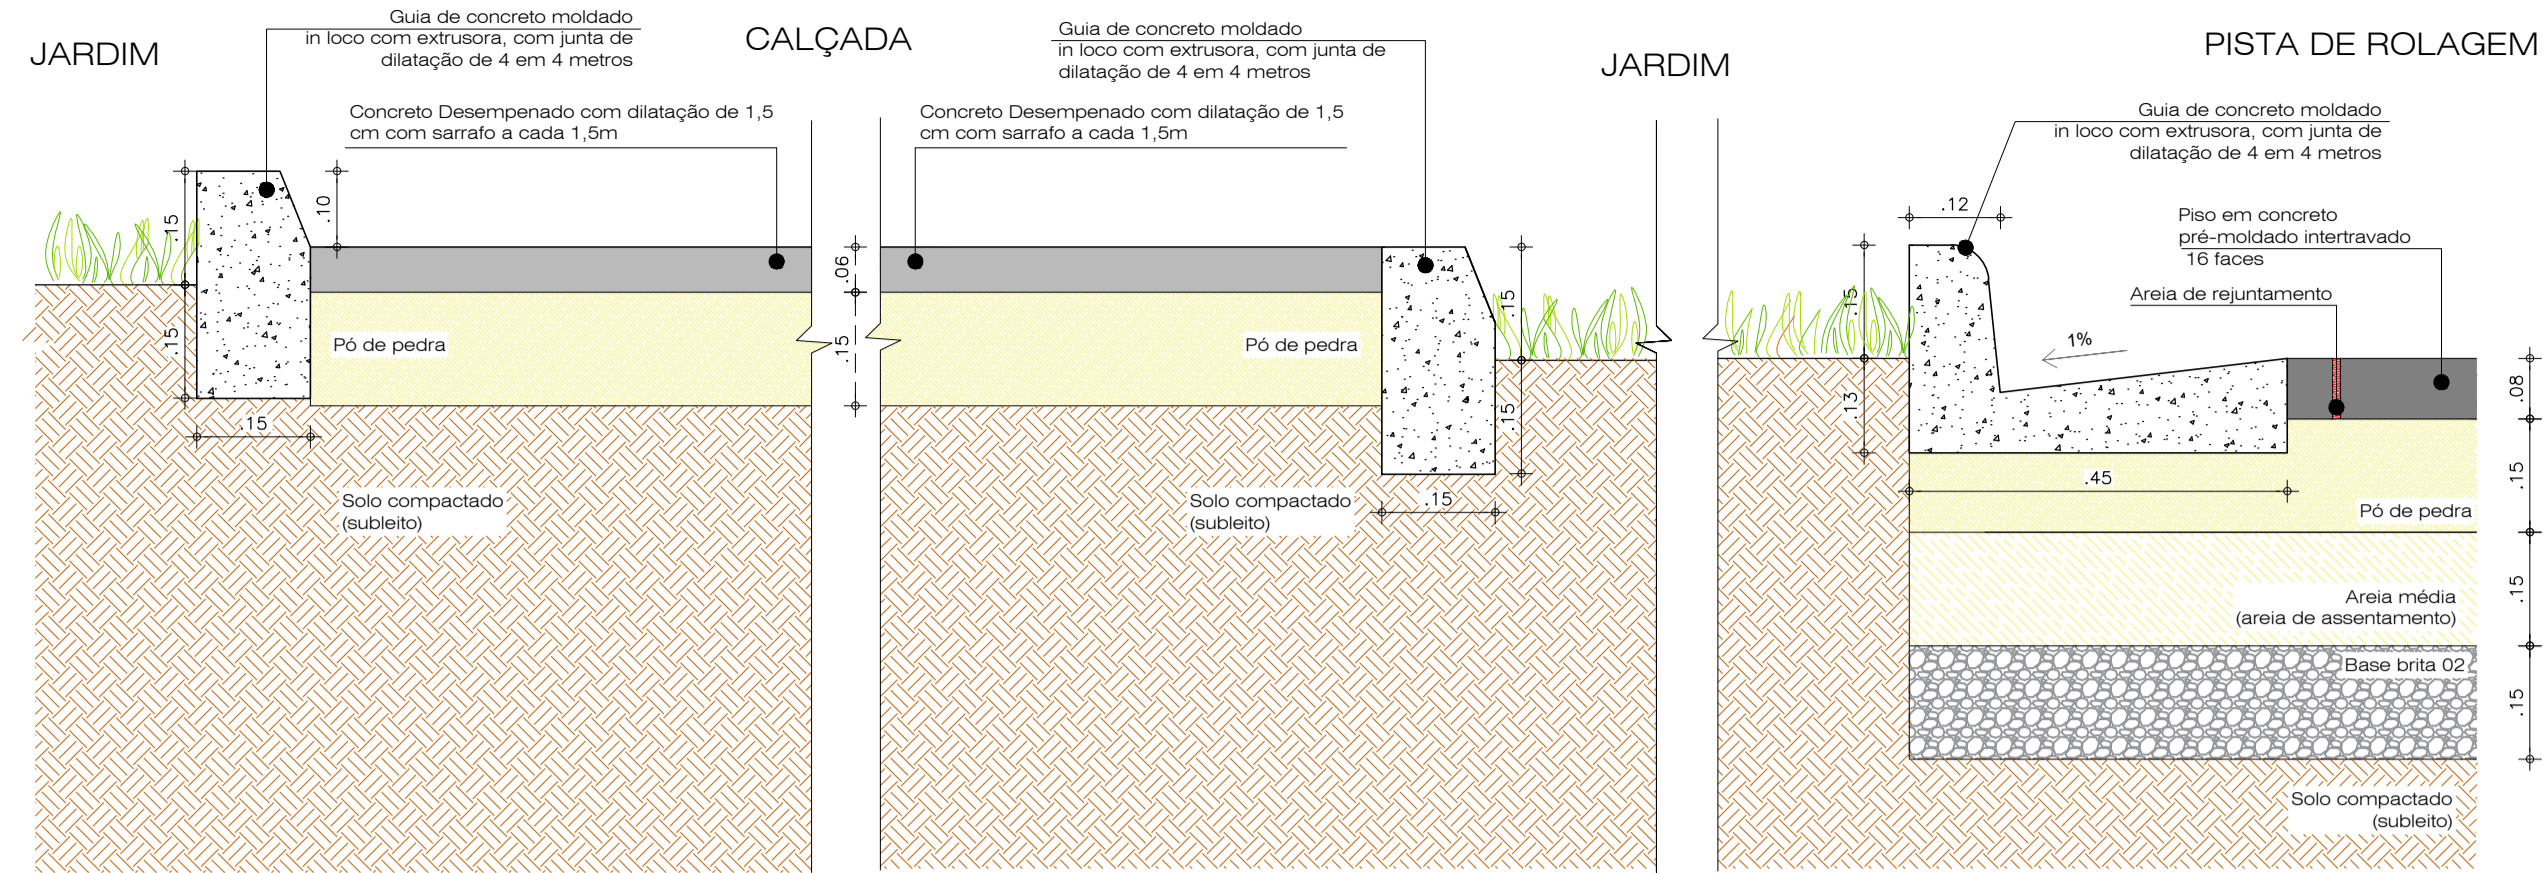 JARDIM
Guia de concreto moldado
in loco com extrusora, com junta de
dilatação de 4 em 4 metros
CALÇADA
Guia de concreto moldado
in loco com extrusora, com junta de
dilatação de 4 em 4 metros
JARDIM
PISTA DE ROLAGEM
Concreto Desempenado com dilatação de 1,5
cm com sarrafo a cada 1,5m
Concreto Desempenado com dilatação de 1,5
cm com sarrafo a cada 1,5m
Guia de concreto moldado
in loco com extrusora, com junta de
dilatação de 4 em 4 metros
Piso em concreto
pré-moldado intertravado
16 faces
Areia de rejuntamento
.15
.10
.15
.15
Pó de pedra
.06
.15
Pó de pedra
.15
.15
.15
.12
.15
.13
1%
.45
.08
.15
Pó de pedra
.15
Areia média
(areia de assentamento)
Base brita 02
.15
Solo compactado
(subleito)
Solo compactado
(subleito)
Solo compactado
(subleito)